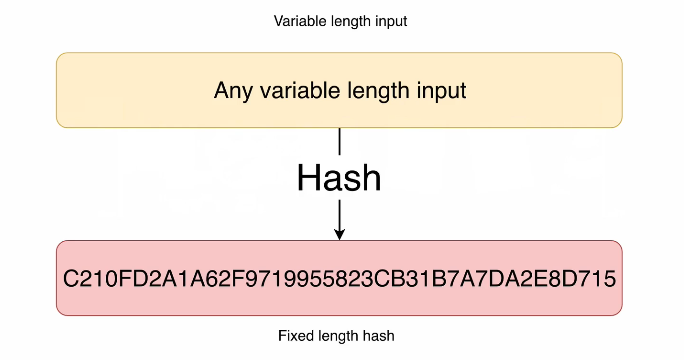 Variable length input
Any variable length input
Hash
C210FD2A1A62F9719955823CB31B7A7DA2E8D715
Fixed length hash